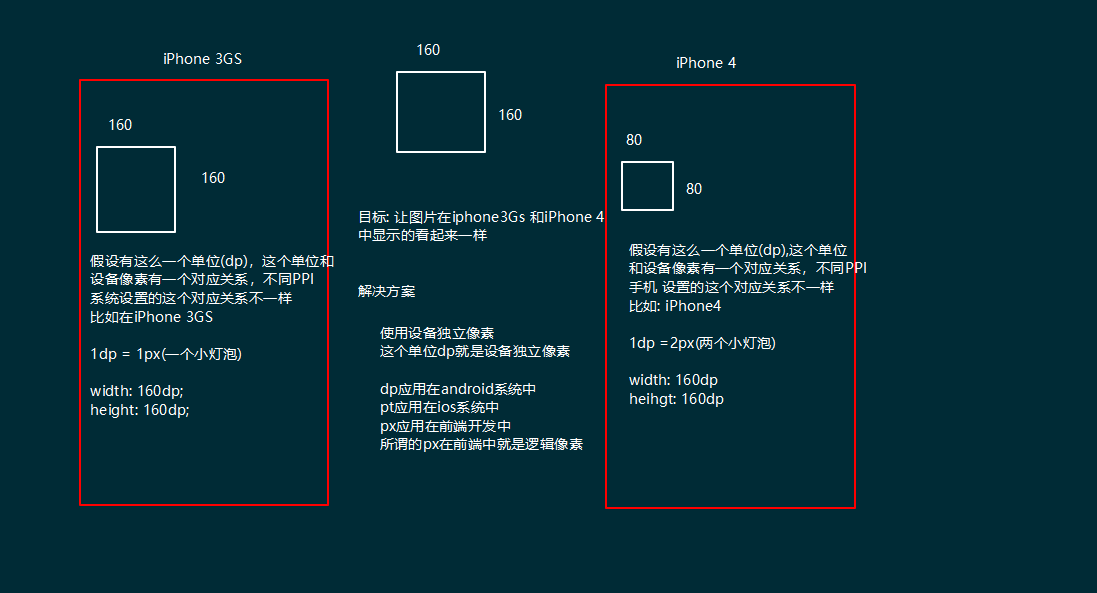 iPhone 3GS
160
160
假设有这么一个单位(dp)，这个单位和
设备像素有一个对应关系，不同PPI
系统设置的这个对应关系不一样
比如在iPhone 3GS
1dp = 1px(一个小灯泡)
width: 160dp;
height: 160dp;
160
160
目标: 让图片在iphone3Gs 和iPhone 4
中显示的看起来一样
解决方案
使用设备独立像素
这个单位dp就是设备独立像素
dp应用在android系统中
pt应用在ios系统中
px应用在前端开发中
所谓的px在前端中就是逻辑像素
iPhone 4
80
80
假设有这么一个单位(dp),这个单位
和设备像素有一个对应关系，不同PPI
手机 设置的这个对应关系不一样
比如: iPhone4
1dp =2px(两个小灯泡)
width: 160dp
heihgt: 160dp